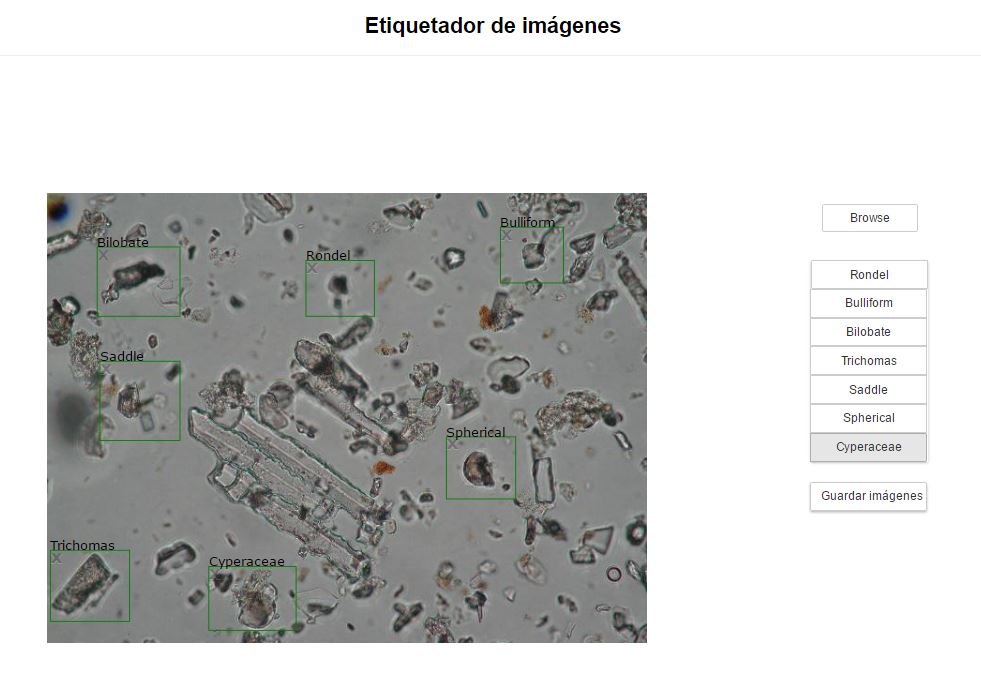 Etiquetador de imágenes
Bulliform
Bilobate
Rondel
Saddle
Spherical
Trichomas
Cyperaceae
Browse
Rondel
Bulliform
Bilobate
Trichomas
Saddle
Spherical
Cyperaceae
Guardar imágenes